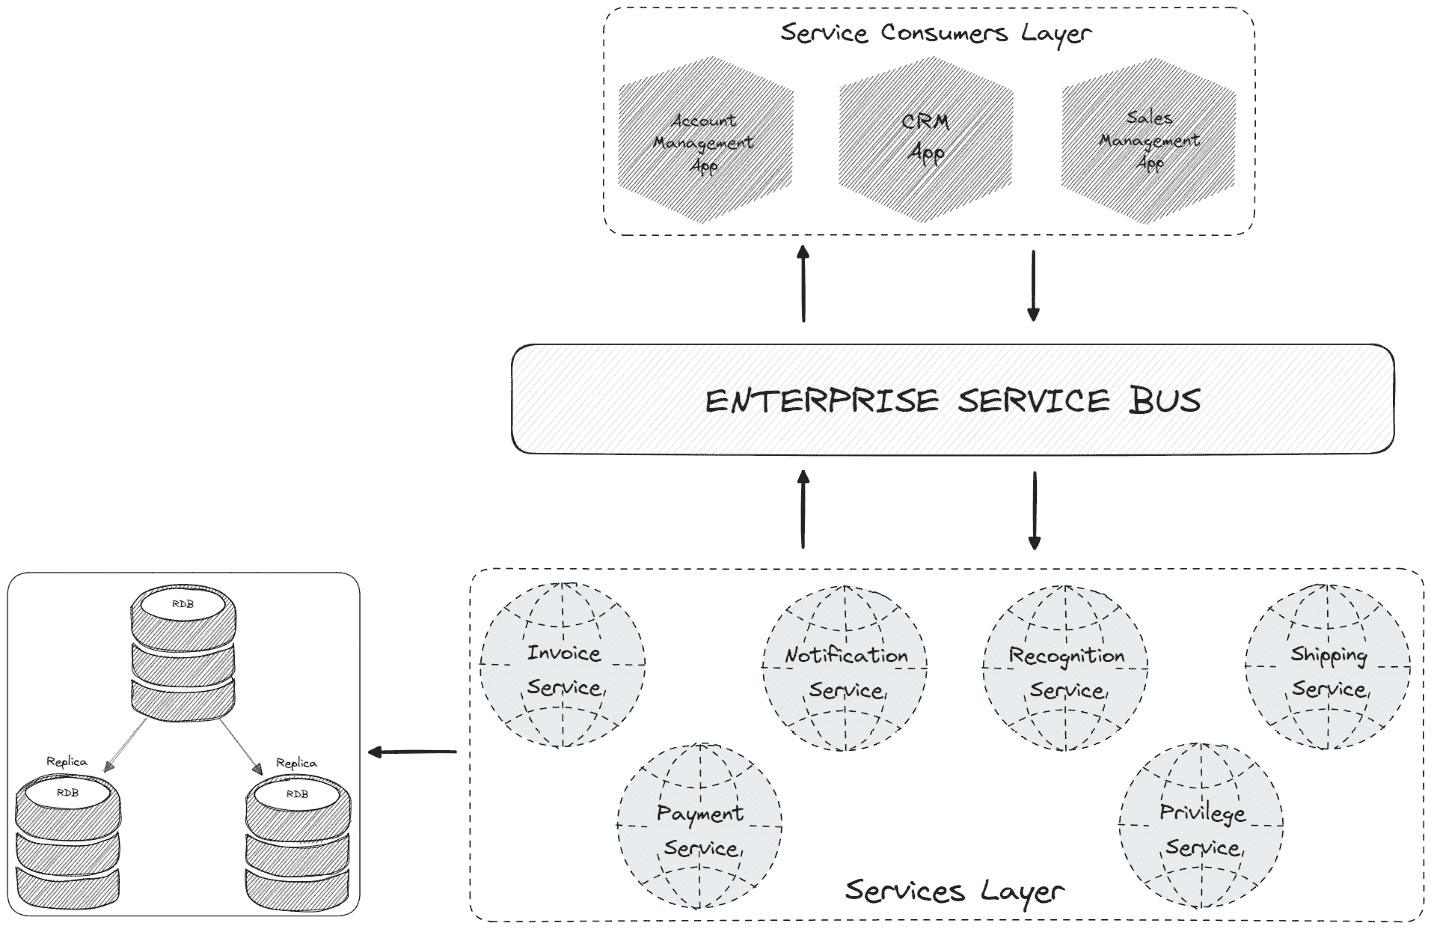 Service Consumers Layer
Account
Management
App
CRM
App
Sales
Management
App
ENTERPRISE SERVICE BUS
RDB
Replica
RDB
Replica
RDB
Invoice
Service
Notification
Service
Recognition
Service
Shipping
Service
Payment
Service
Privilege
Service
Services Layer